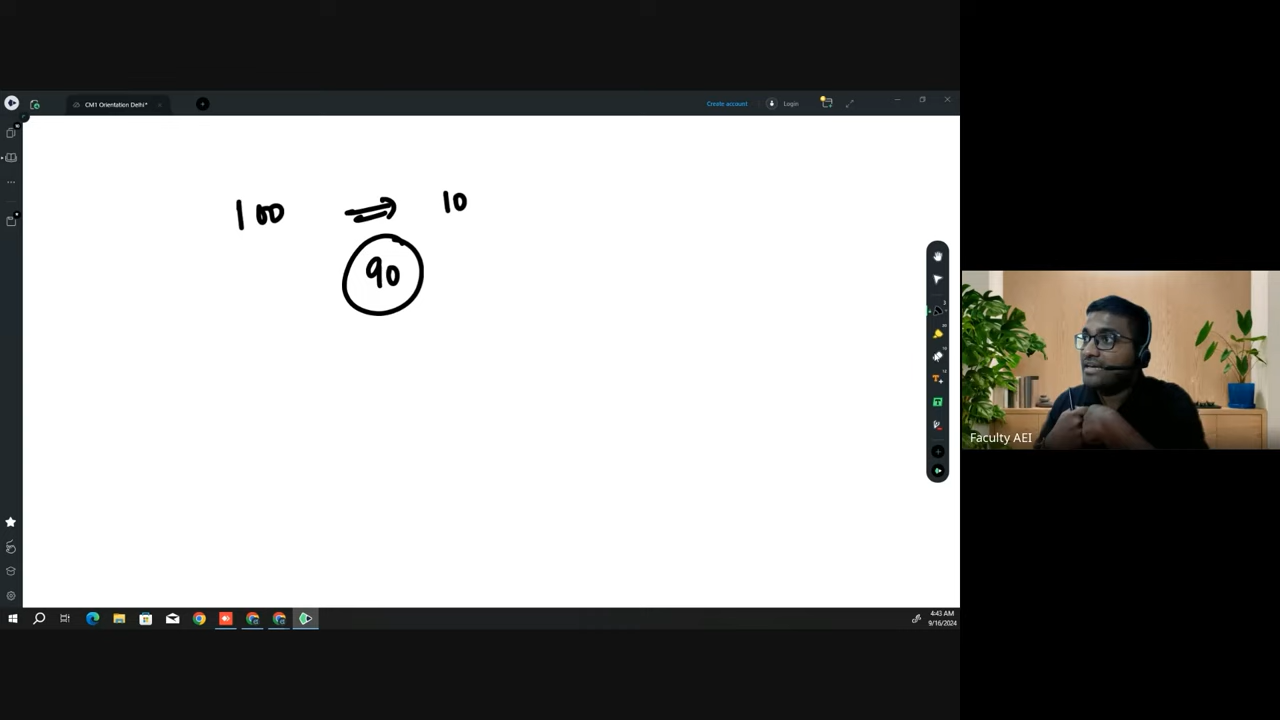 CM1 Orientation Delhi*
Create account
Login
100 ⇒ 10
90
Faculty AEI
4:43 AM
9/16/2024